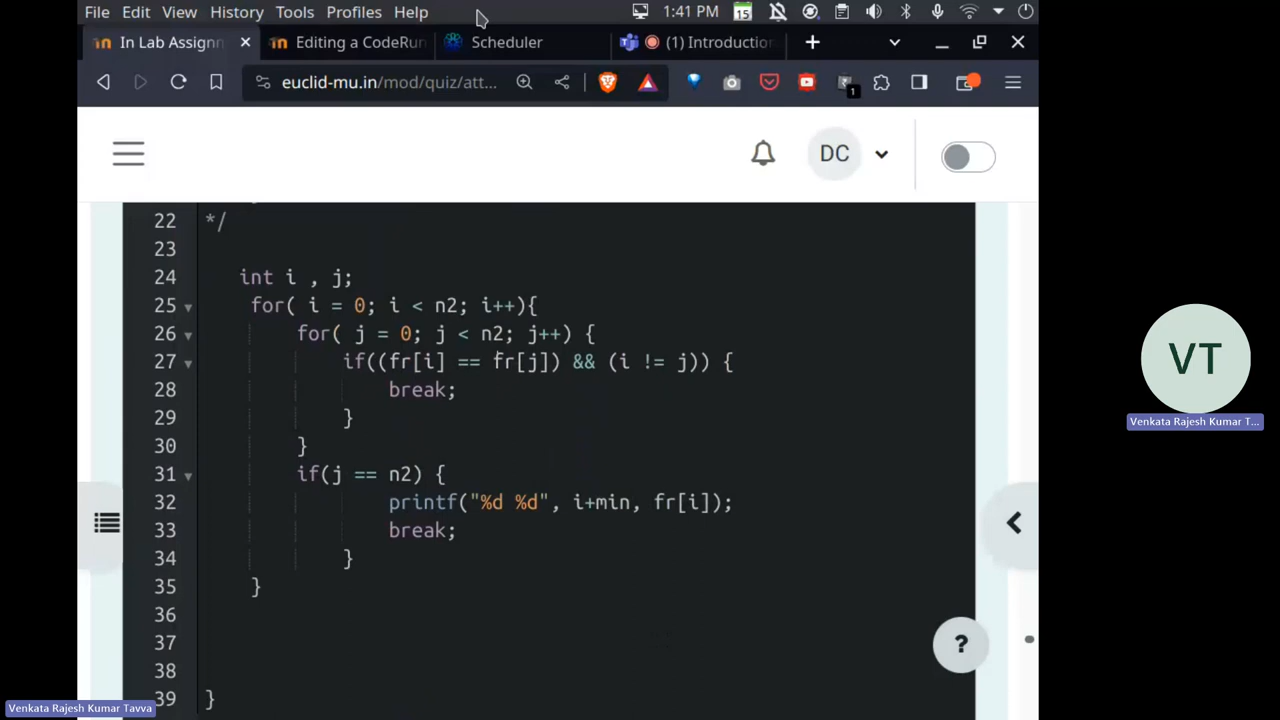 File Edit View History Tools Profiles Help
1:41 PM
15
In Lab Assignn
Editing a CodeRun
Scheduler
(1) Introduction
euclid-mu.in/mod/quiz/att...
1
DC
22 */
23
24 int i , j;
25 for( i = 0; i < n2; i++){
26 for( j = 0; j < n2; j++) {
27 if((fr[i] == fr[j]) && (i != j)) {
28 break;
29 }
30 }
31 if(j == n2) {
32 printf("%d %d", i+min, fr[i]);
33 break;
34 }
35 }
36
37
38
39 }
?
VT
Venkata Rajesh Kumar T...
Venkata Rajesh Kumar Tavva